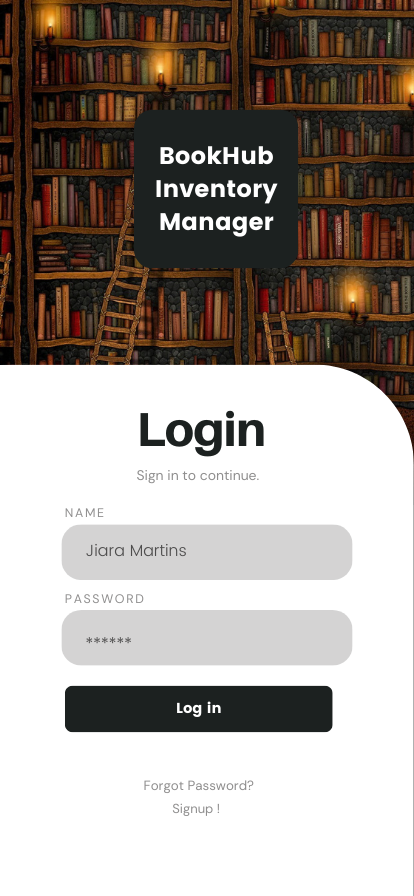 BookHub
Inventory
Manager
Login
Sign in to continue.
NAME
Jiara Martins
PASSWORD
******
Log in
Forgot Password?
Signup !